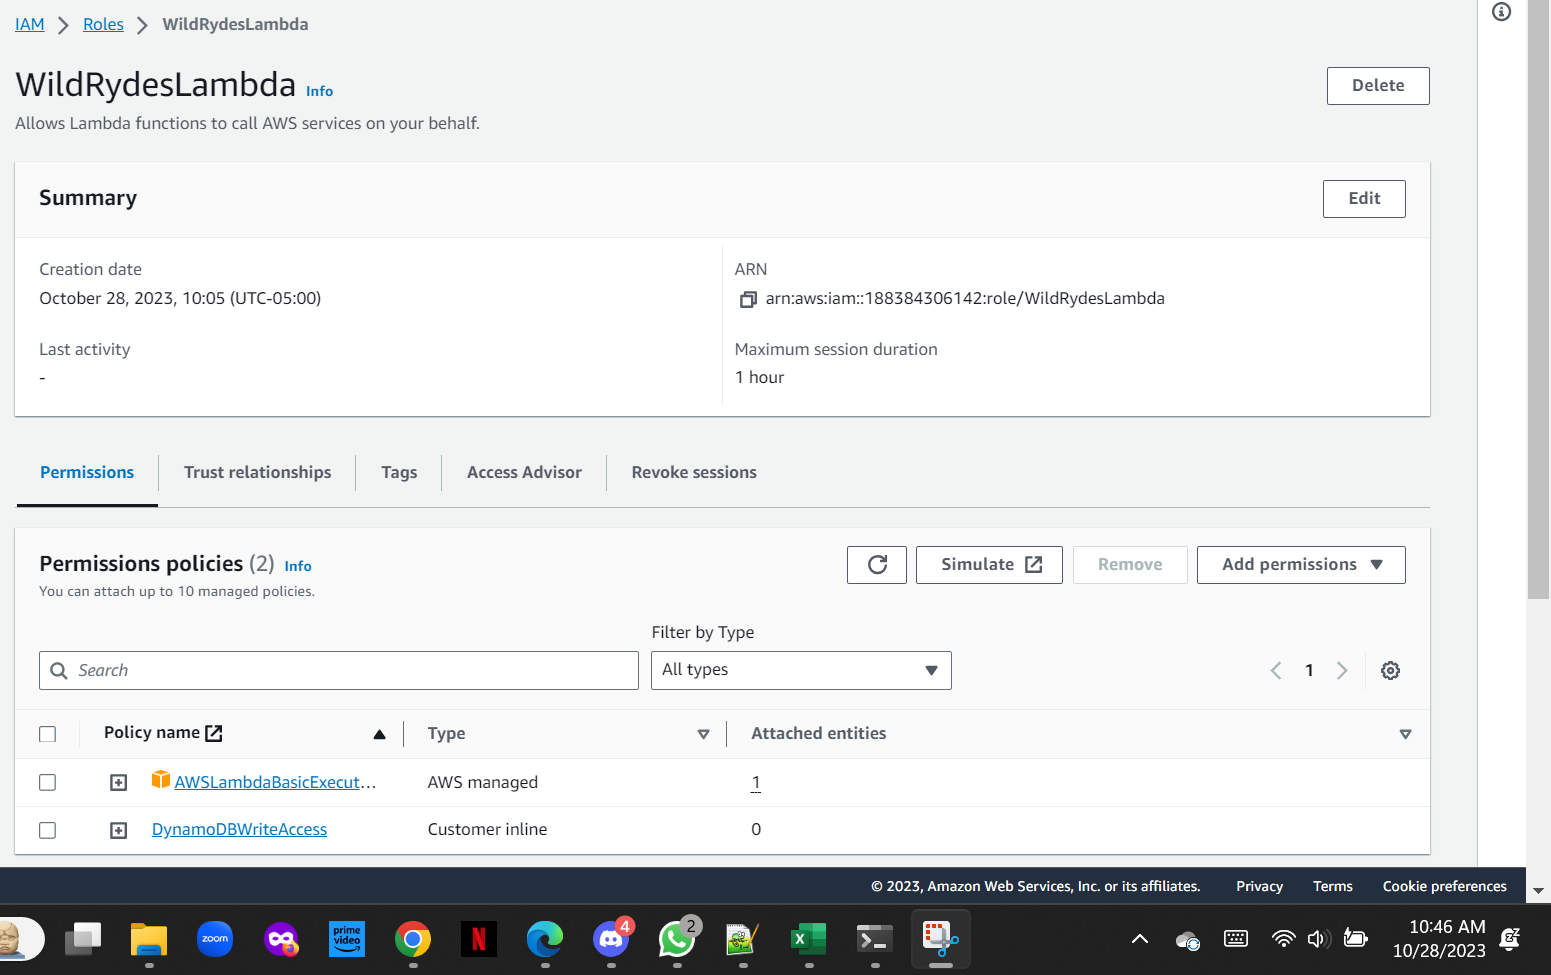 IAM > Roles > WildRydesLambda
WildRydesLambda Info
Delete
Allows Lambda functions to call AWS services on your behalf.
Summary
Edit
Creation date
October 28, 2023, 10:05 (UTC-05:00)
ARN
arn:aws:iam::188384306142:role/WildRydesLambda
Last activity
-
Maximum session duration
1 hour
Permissions
Trust relationships
Tags
Access Advisor
Revoke sessions
Permissions policies (2) Info
You can attach up to 10 managed policies.
Simulate
Remove
Add permissions
Filter by Type
Search
All types
1
Policy name
Type
Attached entities
AWSLambdaBasicExecut...
AWS managed
1
DynamoDBWriteAccess
Customer inline
0
© 2023, Amazon Web Services, Inc. or its affiliates.
Privacy
Terms
Cookie preferences
zoom
prime video
N
4
2
X
10:46 AM
10/28/2023